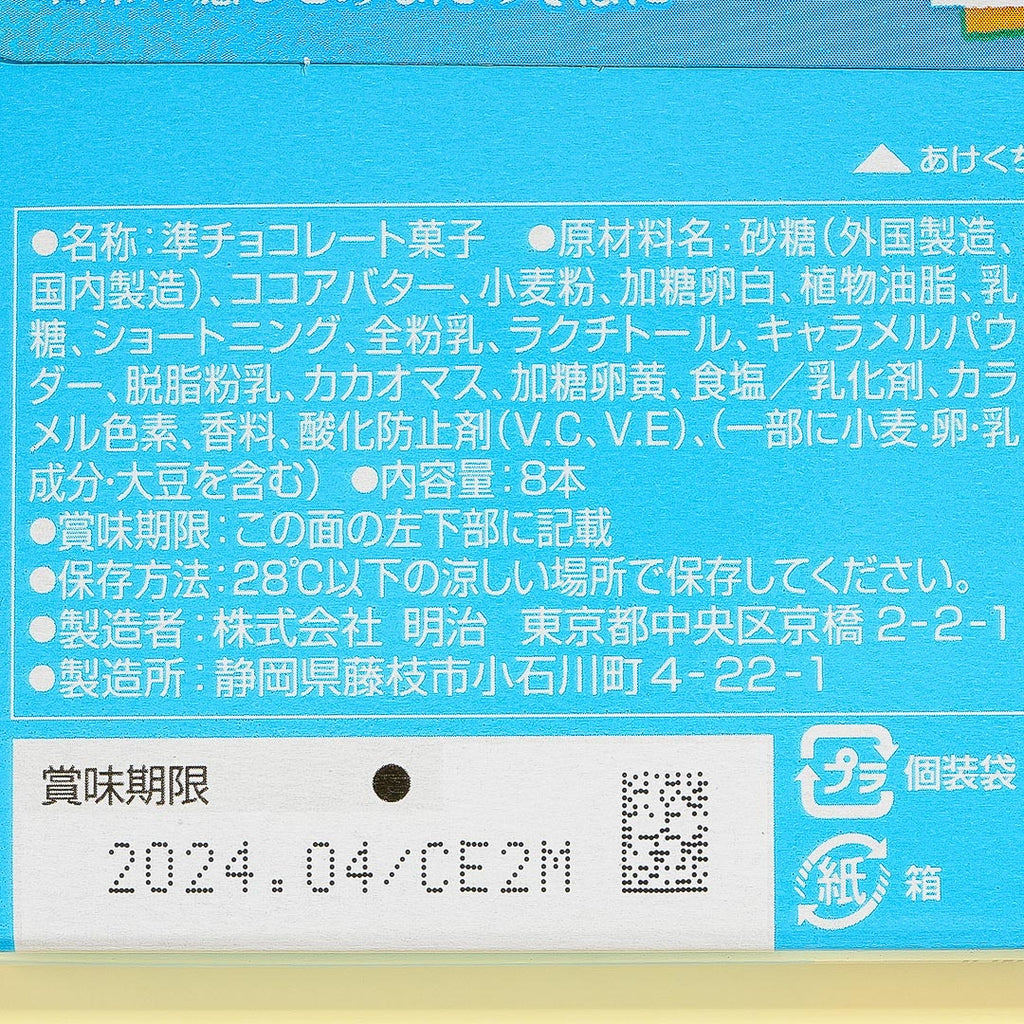 ▲あけくち
●名称:準チョコレート菓子 ●原材料名:砂糖(外国製造、
国内製造)、ココアバター、小麦粉、加糖卵白、植物油脂、乳
糖、ショートニング、全粉乳、ラクチトール、キャラメルパウ
ダー、脱脂粉乳、カカオマス、加糖卵黄、食塩/乳化剤、カラ
メル色素、香料、酸化防止剤(V.C、V.E)、(一部に小麦・卵・乳
成分・大豆を含む) ●内容量:8本
●賞味期限:この面の左下部に記載
●保存方法:28℃以下の涼しい場所で保存してください。
●製造者:株式会社 明治 東京都中央区京橋2-2-1
●製造所:静岡県藤枝市小石川町4-22-1
賞味期限
2024.04/CE2M
プラ 個装袋
紙 箱